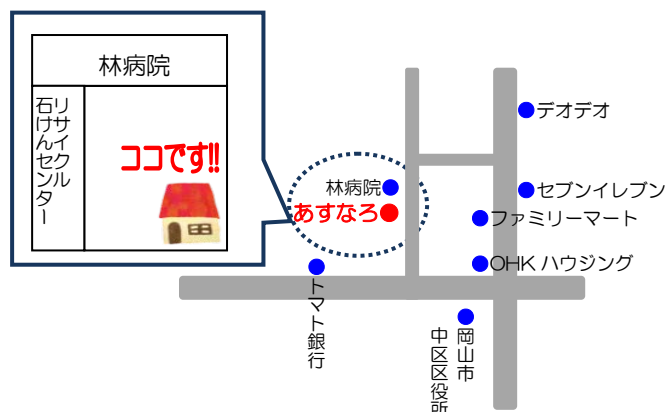 林病院
リサイクル
石けんセンター
ココです!!
林病院
あすなろ
デオデオ
セブンイレブン
ファミリーマート
OHKハウジング
トマト銀行
岡山市
中区区役所